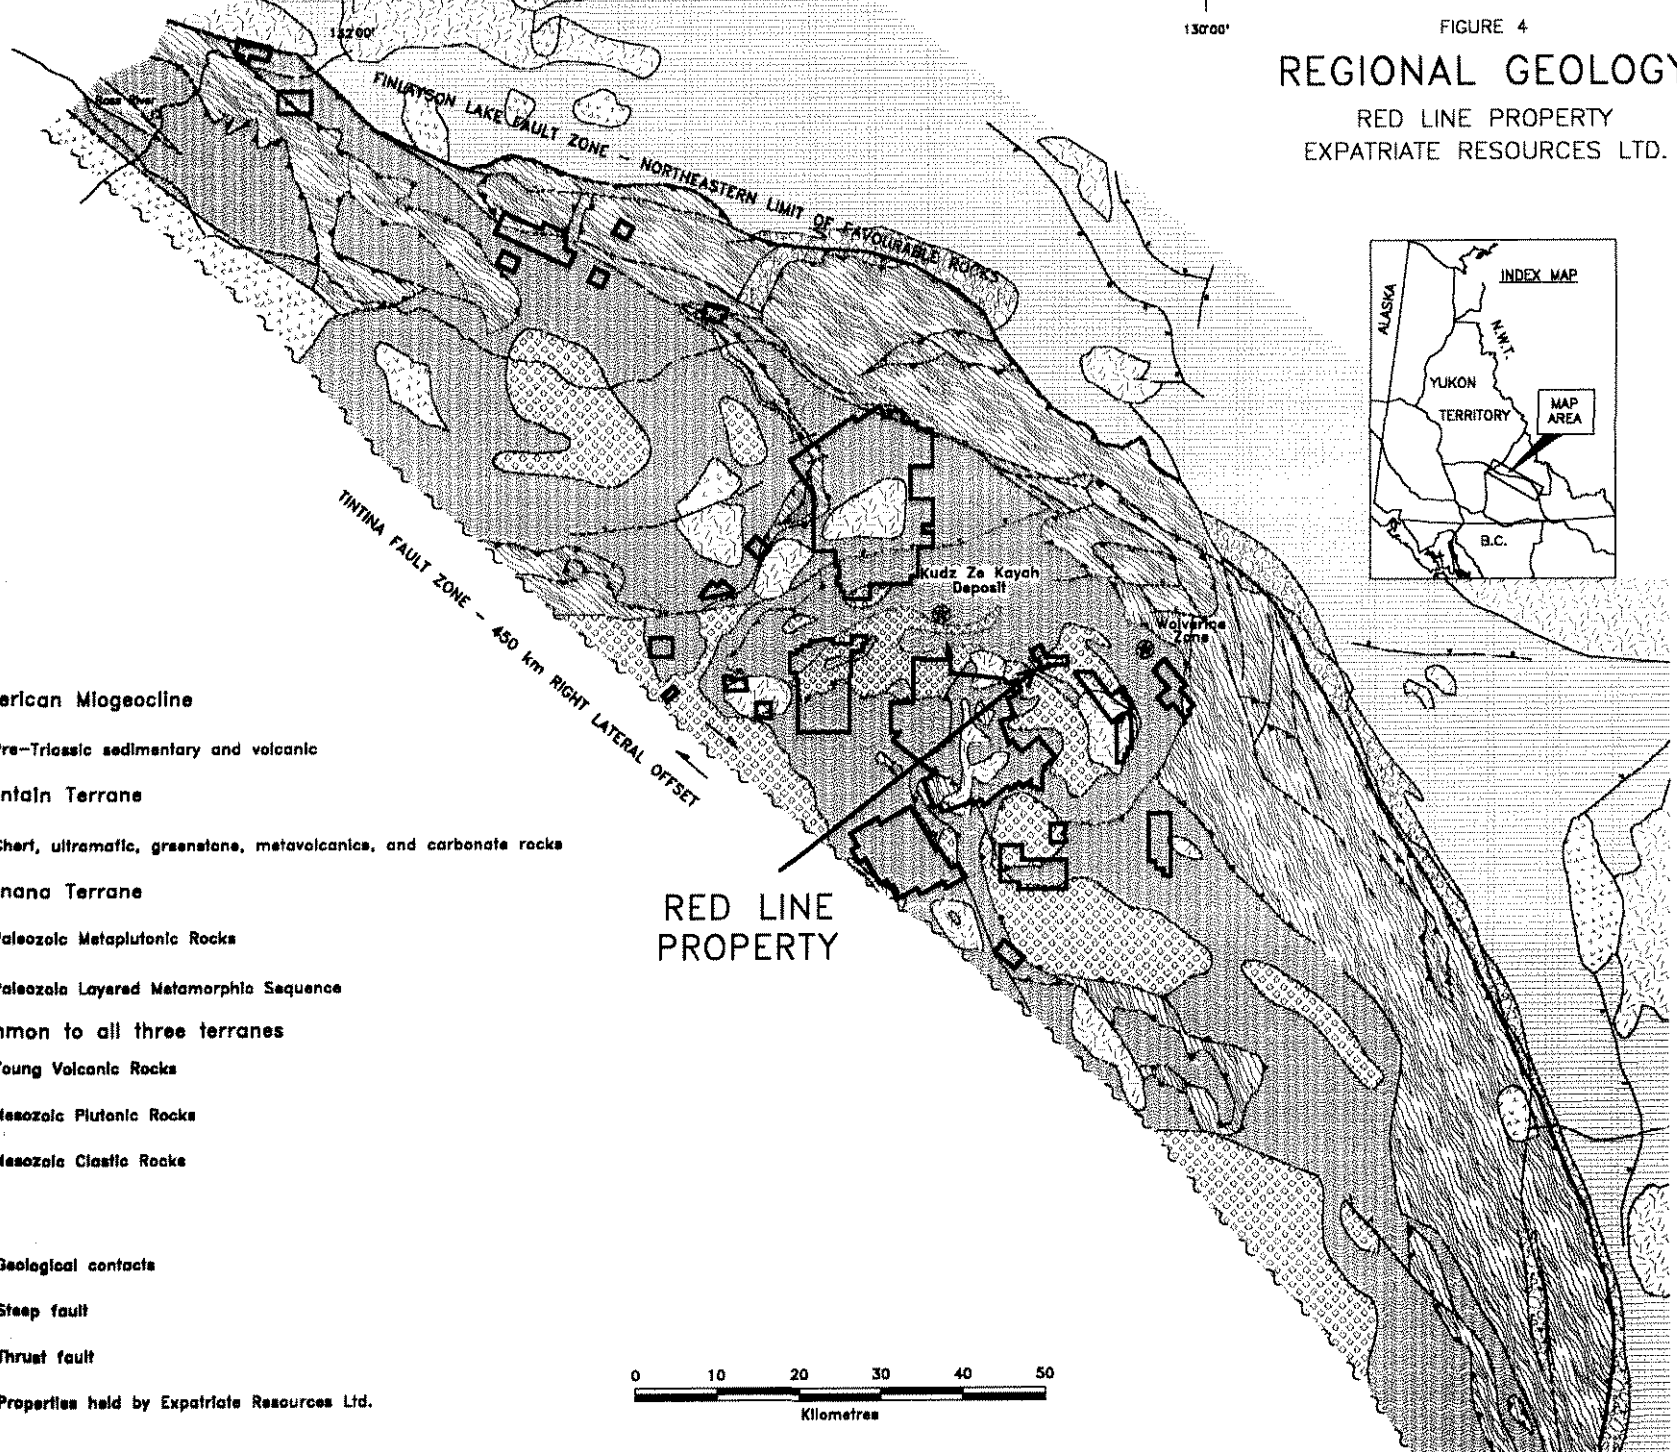 FIGURE 4
REGIONAL GEOLOGY
RED LINE PROPERTY
EXPATRIATE RESOURCES LTD.
132°00'
130°00'
Ross River
FINLAYSON LAKE FAULT ZONE – NORTHEASTERN LIMIT OF FAVOURABLE ROCKS
INDEX MAP
ALASKA
N.W.T.
YUKON
TERRITORY
MAP
AREA
B.C.
TINTINA FAULT ZONE – 450 km RIGHT LATERAL OFFSET
Kudz Ze Kayah
Deposit
Wolverine
Zone
RED LINE
PROPERTY
erican Miogeocline
Pre-Triassic sedimentary and volcanic
ntain Terrane
Chert, ultramafic, greenstone, metavolcanics, and carbonate rocks
nana Terrane
Paleozoic Metaplutonic Rocks
Paleozoic Layered Metamorphic Sequence
mmon to all three terranes
Young Volcanic Rocks
Mesozoic Plutonic Rocks
Mesozoic Clastic Rocks
Geological contacts
Steep fault
Thrust fault
Properties held by Expatriate Resources Ltd.
0 10 20 30 40 50
Kilometres